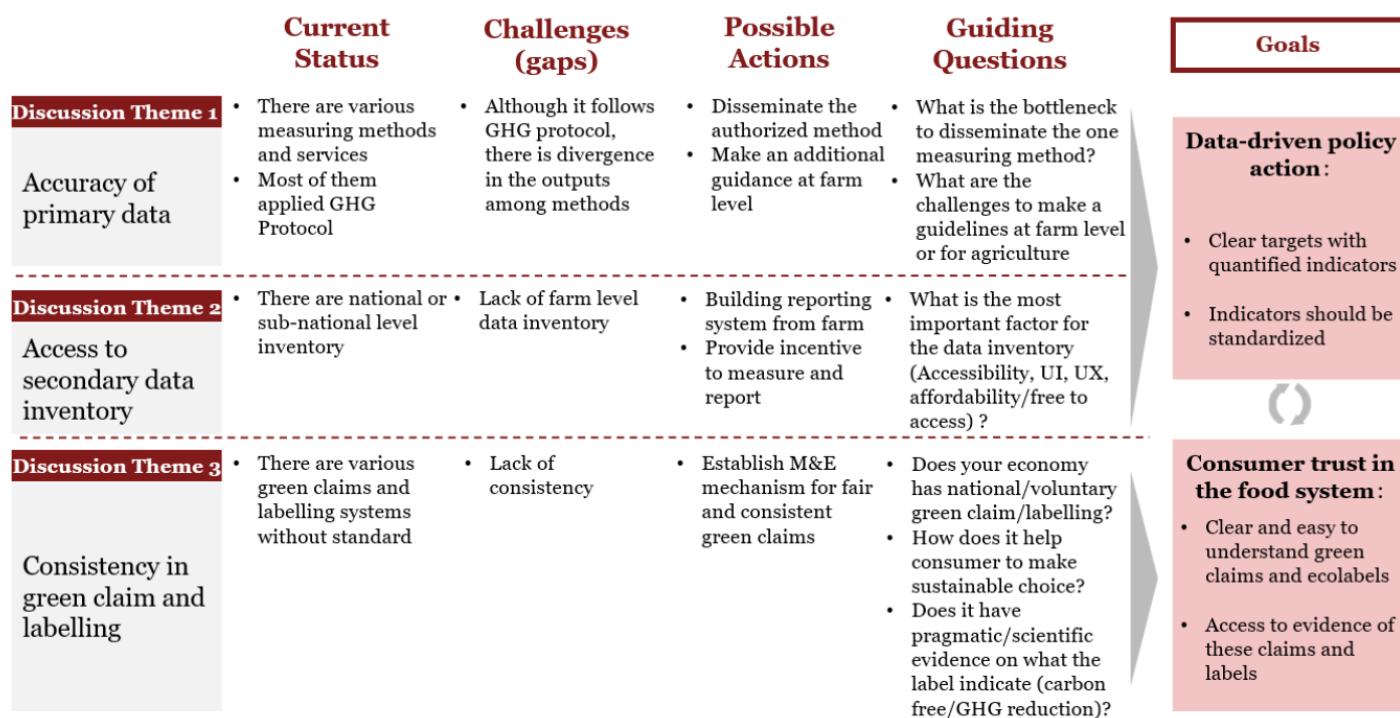 Current
Status
Challenges
(gaps)
Possible
Actions
Guiding
Questions
Goals
Discussion Theme 1
Accuracy of
primary data
• There are various
measuring methods
and services
• Most of them
applied GHG
Protocol
• Although it follows
GHG protocol,
there is divergence
in the outputs
among methods
• Disseminate the
authorized method
• Make an additional
guidance at farm
level
• What is the bottleneck
to disseminate the one
measuring method?
• What are the
challenges to make a
guidelines at farm level
or for agriculture
Discussion Theme 2
Access to
secondary data
inventory
• There are national or
sub-national level
inventory
• Lack of farm level
data inventory
• Building reporting
system from farm
• Provide incentive
to measure and
report
• What is the most
important factor for
the data inventory
(Accessibility, UI, UX,
affordability/free to
access) ?
Discussion Theme 3
Consistency in
green claim and
labelling
• There are various
green claims and
labelling systems
without standard
• Lack of
consistency
• Establish M&E
mechanism for fair
and consistent
green claims
• Does your economy
has national/voluntary
green claim/labelling?
• How does it help
consumer to make
sustainable choice?
• Does it have
pragmatic/scientific
evidence on what the
label indicate (carbon
free/GHG reduction)?
Data-driven policy
action:
• Clear targets with
quantified indicators
• Indicators should be
standardized
Consumer trust in
the food system:
• Clear and easy to
understand green
claims and ecolabels
• Access to evidence of
these claims and
labels